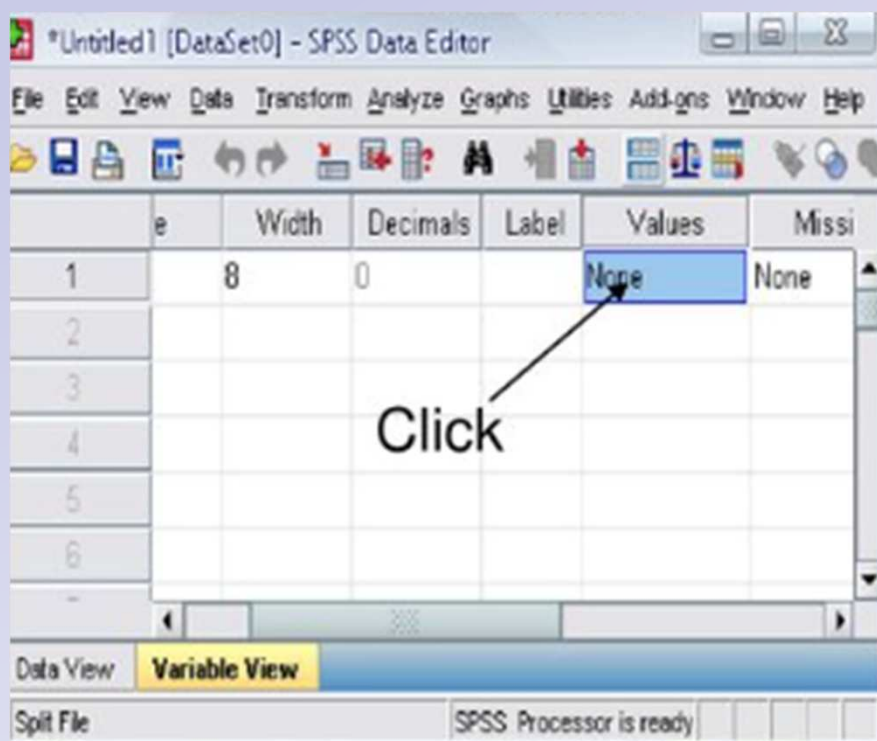 *Untitled1 [DataSet0] - SPSS Data Editor
File Edit View Data Transform Analyze Graphs Utilities Add-ons Window Help
e Width Decimals Label Values Missi
1 8 0 None None
2
3
4
5
6
Click
Data View Variable View
Split File SPSS Processor is ready